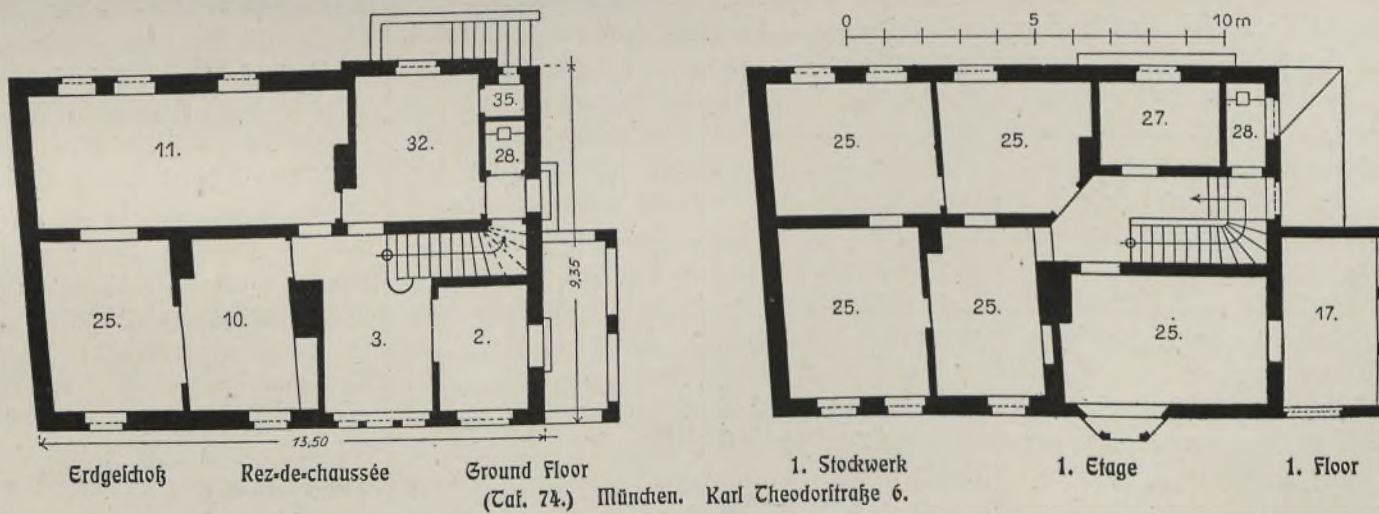 0 5 10 m
35.
11. 32. 28.
25. 10. 3. 2.
9,35
13,50
25. 25. 27. 28.
25. 25. 25. 17.
Erdgeſchoß Rez-de-chaussée Ground Floor
1. Stockwerk 1. Etage 1. Floor
(Taf. 74.) München. Karl Theodorſtraße 6.